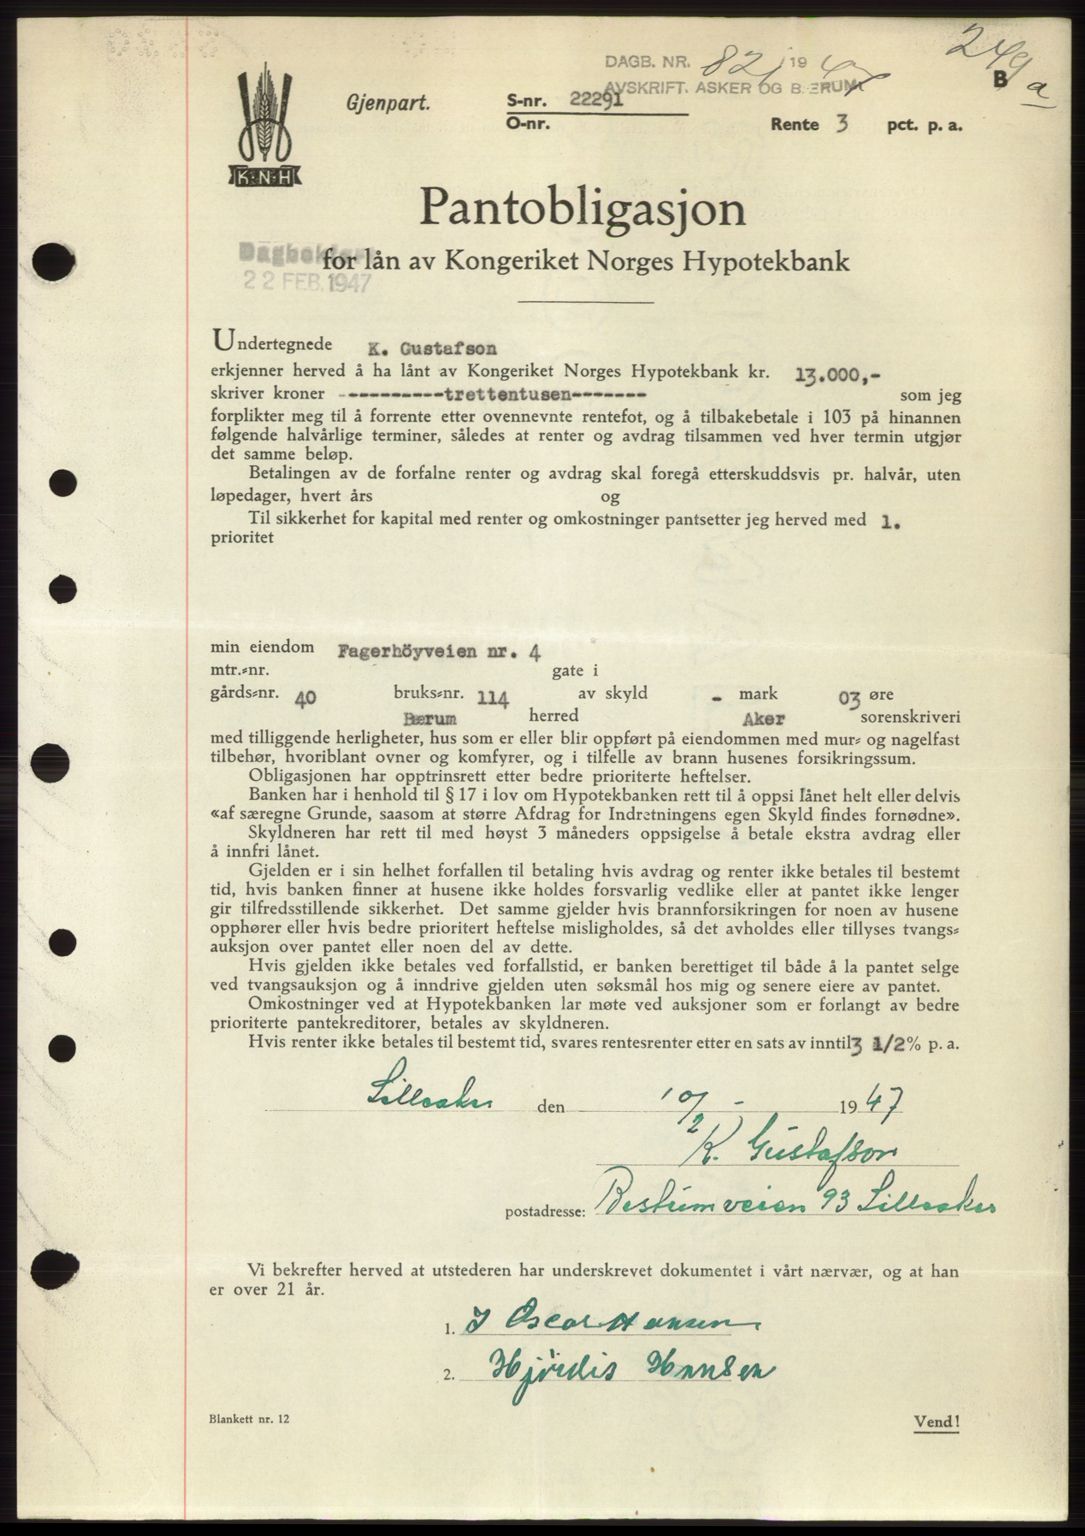 249
B
a
DAGB. NR. 821 1947
AVSKRIFT. ASKER OG BÆRUM
Gjenpart.
S-nr. 22291
O-nr.
Rente 3 pct. p. a.
K·N·H
Pantobligasjon
Dagbokført
for lån av Kongeriket Norges Hypotekbank
22 FEB. 1947
Undertegnede K. Gustafson
erkjenner herved å ha lånt av Kongeriket Norges Hypotekbank kr. 13.000,-
skriver kroner ----------trettentusen------- som jeg
forplikter meg til å forrente etter ovennevnte rentefot, og å tilbakebetale i 103 på hinannen
følgende halvårlige terminer, således at renter og avdrag tilsammen ved hver termin utgjør
det samme beløp.
Betalingen av de forfalne renter og avdrag skal foregå etterskuddsvis pr. halvår, uten
løpedager, hvert års og
Til sikkerhet for kapital med renter og omkostninger pantsetter jeg herved med 1.
prioritet
min eiendom Fagerhöyveien nr. 4
mtr.-nr. gate i
gårds-nr. 40 bruks-nr. 114 av skyld - mark 03 øre
Bærum herred Aker sorenskriveri
med tilliggende herligheter, hus som er eller blir oppført på eiendommen med mur- og nagelfast
tilbehør, hvoriblant ovner og komfyrer, og i tilfelle av brann husenes forsikringssum.
Obligasjonen har opptrinsrett etter bedre prioriterte heftelser.
Banken har i henhold til § 17 i lov om Hypotekbanken rett til å oppsi lånet helt eller delvis
«af særegne Grunde, saasom at større Afdrag for Indretningens egen Skyld findes fornødne».
Skyldneren har rett til med høyst 3 måneders oppsigelse å betale ekstra avdrag eller
å innfri lånet.
Gjelden er i sin helhet forfallen til betaling hvis avdrag og renter ikke betales til bestemt
tid, hvis banken finner at husene ikke holdes forsvarlig vedlike eller at pantet ikke lenger
gir tilfredsstillende sikkerhet. Det samme gjelder hvis brannforsikringen for noen av husene
opphører eller hvis bedre prioritert heftelse misligholdes, så det avholdes eller tillyses tvangs-
auksjon over pantet eller noen del av dette.
Hvis gjelden ikke betales ved forfallstid, er banken berettiget til både å la pantet selge
ved tvangsauksjon og å inndrive gjelden uten søksmål hos mig og senere eiere av pantet.
Omkostninger ved at Hypotekbanken lar møte ved auksjoner som er forlangt av bedre
prioriterte pantekreditorer, betales av skyldneren.
Hvis renter ikke betales til bestemt tid, svares rentesrenter etter en sats av inntil 3 1/2% p. a.
Lilleaker den 10/2 - 1947
K. Gustafson
postadresse: Bestumveien 93 Lilleaker
Vi bekrefter herved at utstederen har underskrevet dokumentet i vårt nærvær, og at han
er over 21 år.
1. J Oscar Hansen
2. Hjördis Hansen
Blankett nr. 12
Vend!